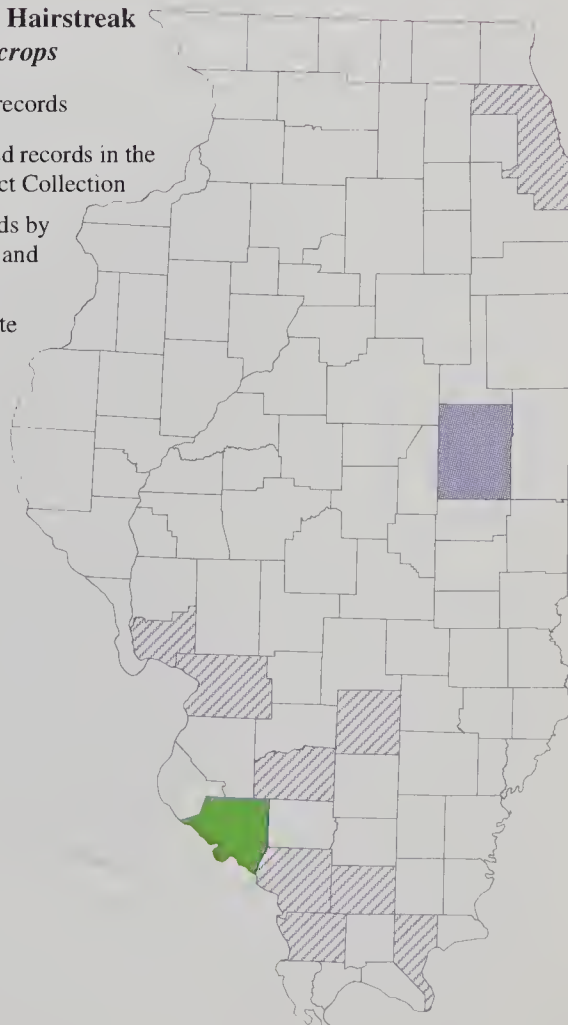 Hairstreak
crops
records
d records in the
ct Collection
ds by
and
te